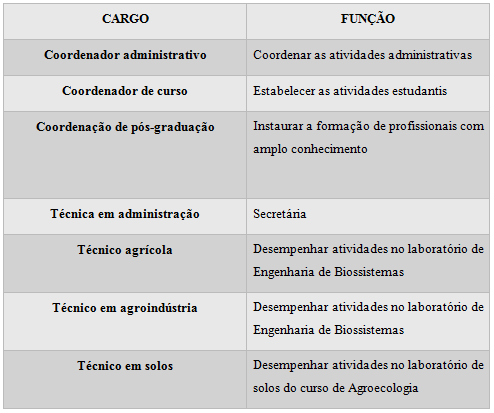 CARGO FUNÇÃO
Coordenador administrativo Coordenar as atividades administrativas
Coordenador de curso Estabelecer as atividades estudantis
Coordenação de pós-graduação Instaurar a formação de profissionais com
amplo conhecimento
Técnica em administração Secretária
Técnico agrícola Desempenhar atividades no laboratório de
Engenharia de Biossistemas
Técnico em agroindústria Desempenhar atividades no laboratório de
Engenharia de Biossistemas
Técnico em solos Desempenhar atividades no laboratório de
solos do curso de Agroecologia